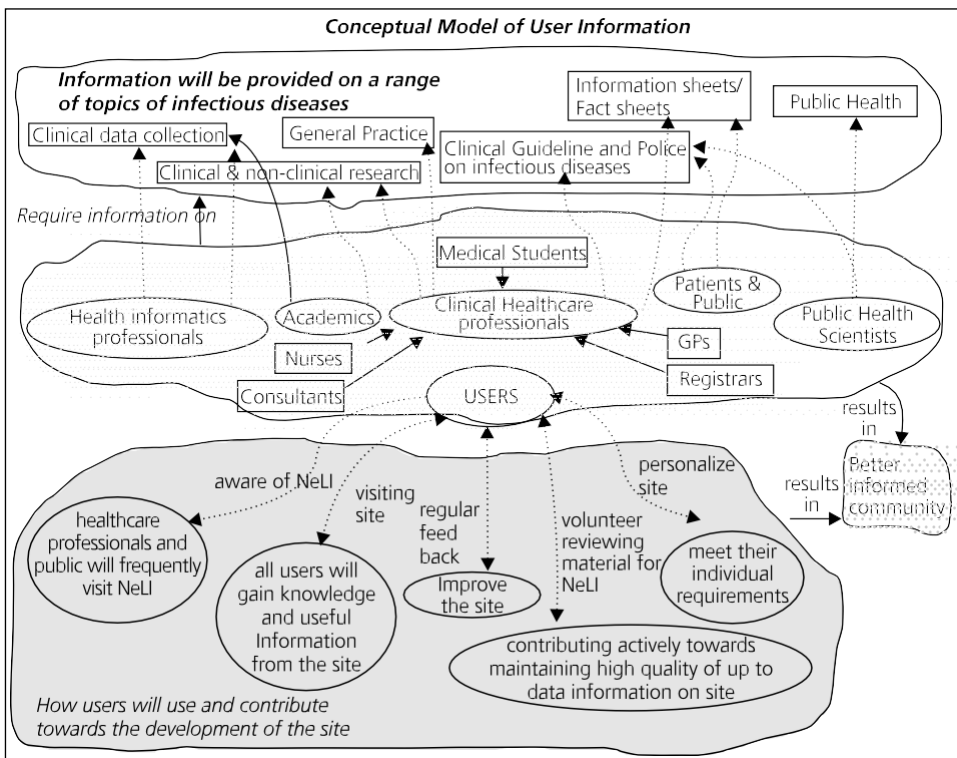 Conceptual Model of User Information
Information will be provided on a range
of topics of infectious diseases
Information sheets/
Fact sheets
Public Health
Clinical data collection
General Practice
Clinical Guideline and Police
on infectious diseases
Clinical & non-clinical research
Require information on
Medical Students
Patients &
Public
Health informatics
professionals
Academics
Clinical Healthcare
professionals
Public Health
Scientists
Nurses
GPs
Consultants
Registrars
USERS
results
in
Better
informed
community
results
in
aware of NeLI
visiting
site
regular
feed
back
volunteer
reviewing
material for
NeLI
personalize
site
healthcare
professionals and
public will frequently
visit NeLI
all users will
gain knowledge
and useful
Information
from the site
Improve
the site
meet their
individual
requirements
contributing actively towards
maintaining high quality of up to
data information on site
How users will use and contribute
towards the development of the site